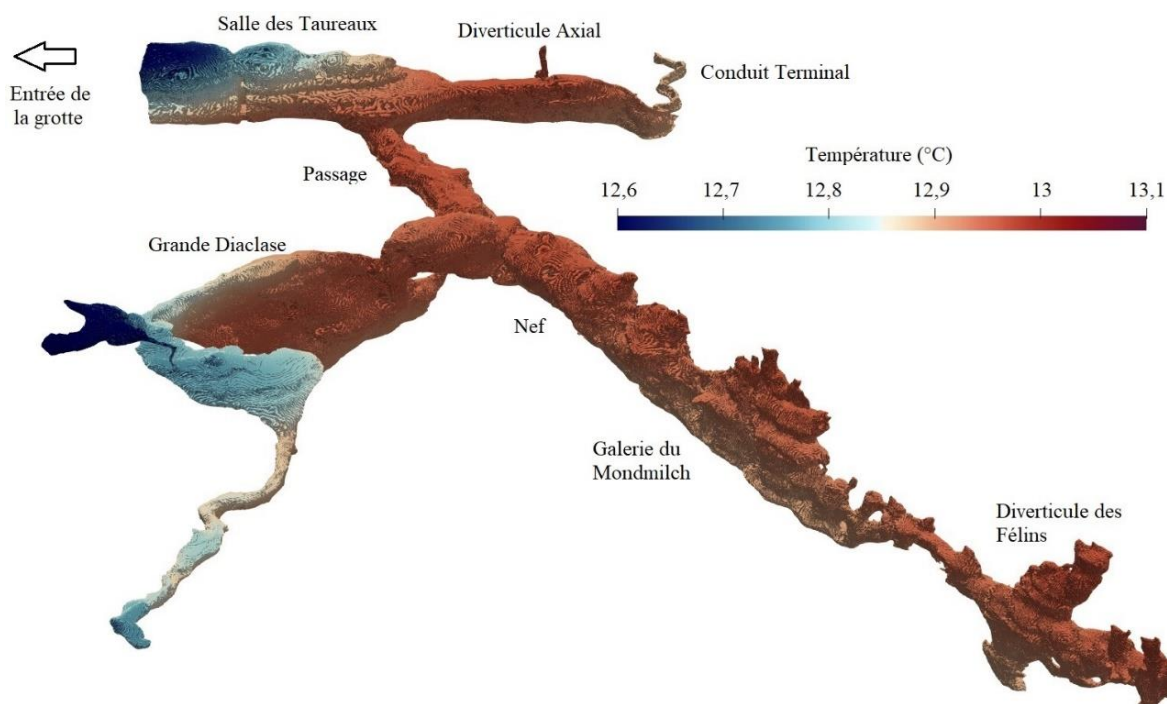 Salle des Taureaux
Diverticule Axial
Conduit Terminal
Entrée de
la grotte
Température (°C)
Passage
12,6 12,7 12,8 12,9 13 13,1
Grande Diaclase
Nef
Galerie du
Mondmilch
Diverticule des
Félins